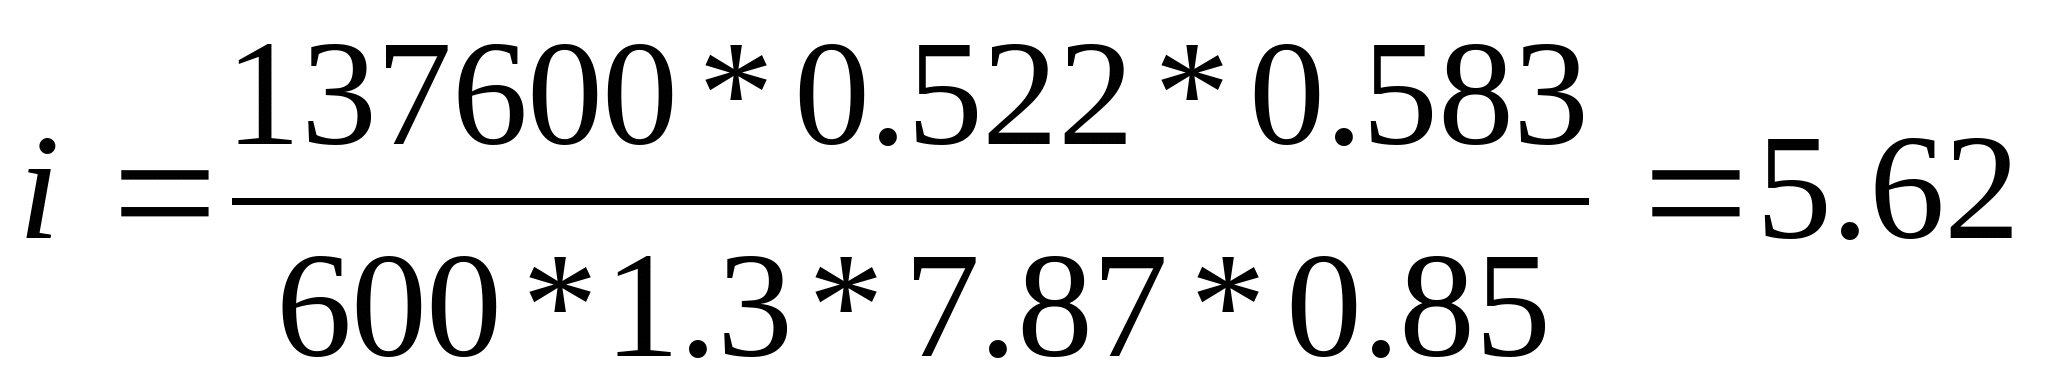 i = 137600 * 0.522 * 0.583 = 5.62
600 * 1.3 * 7.87 * 0.85